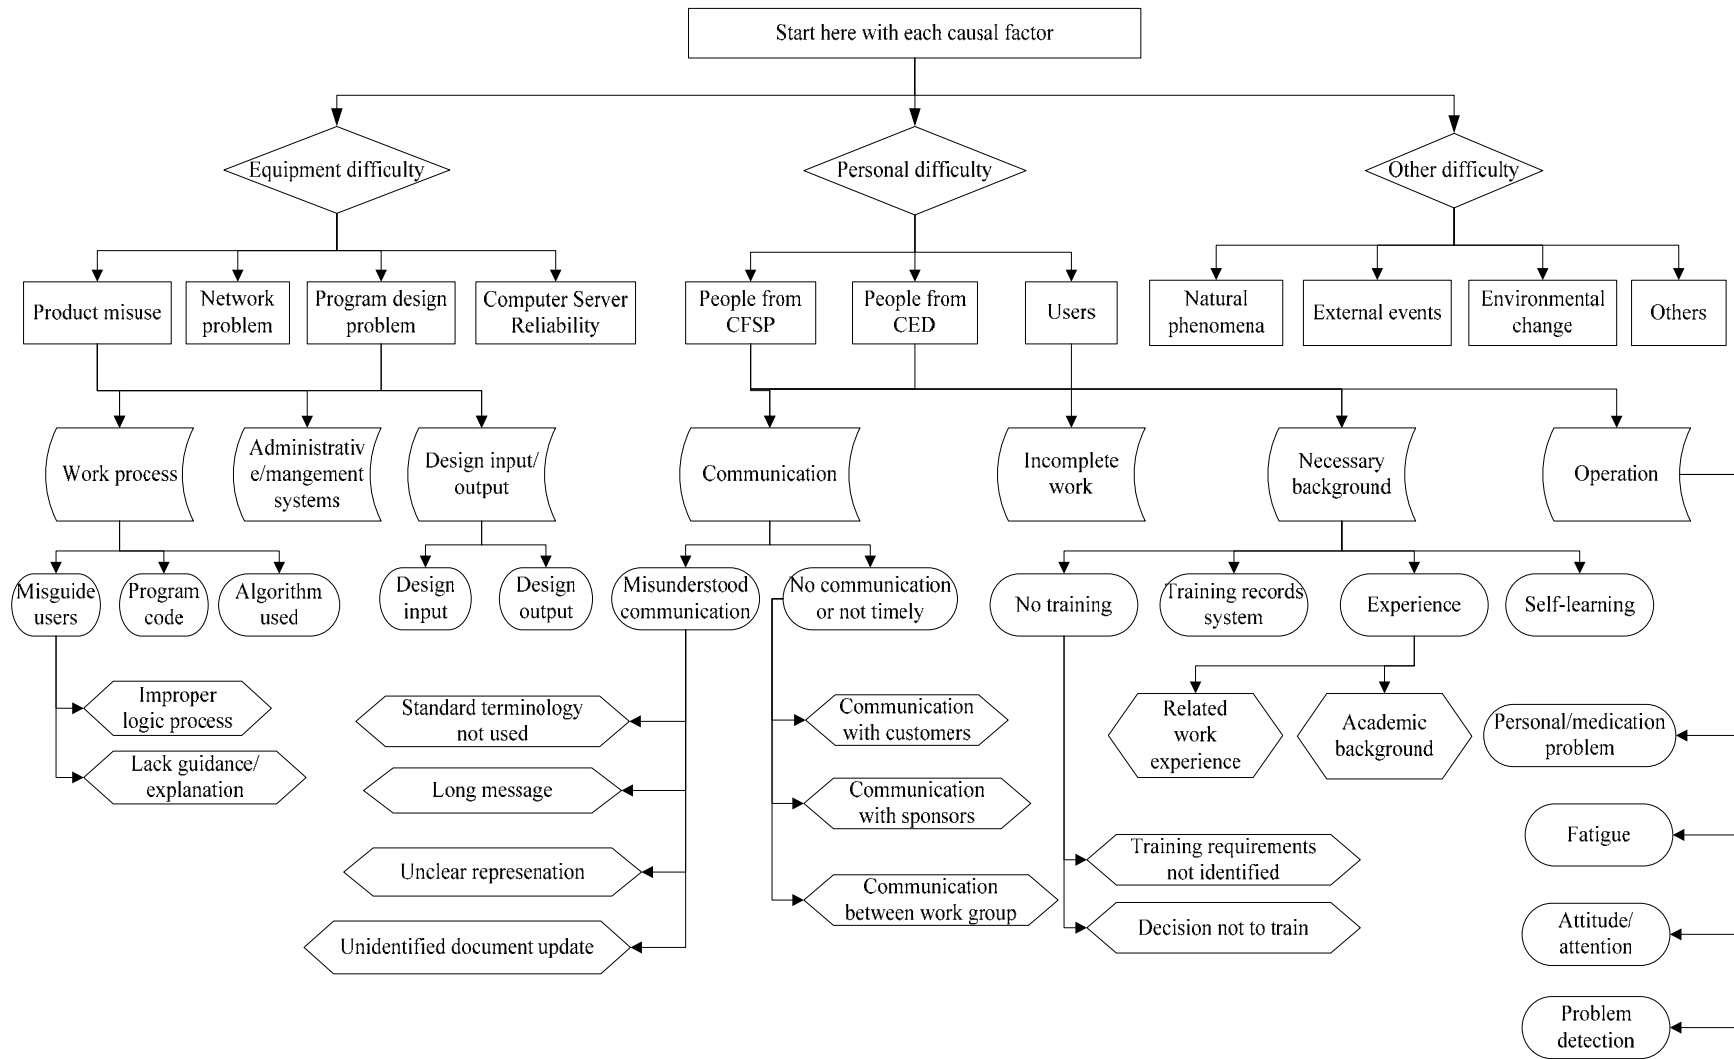 Start here with each causal factor
Equipment difficulty
Personal difficulty
Other difficulty
Product misuse
Network
problem
Program design
problem
Computer Server
Reliability
People from
CFSP
People from
CED
Users
Natural
phenomena
External events
Environmental
change
Others
Work process
Administrativ
e/mangement
systems
Design input/
output
Communication
Incomplete
work
Necessary
background
Operation
Misguide
users
Program
code
Algorithm
used
Design
input
Design
output
Misunderstood
communication
No communication
or not timely
No training
Training records
system
Experience
Self-learning
Improper
logic process
Lack guidance/
explanation
Standard terminology
not used
Long message
Unclear represenation
Unidentified document update
Communication
with customers
Communication
with sponsors
Communication
between work group
Related
work
experience
Academic
background
Training requirements
not identified
Decision not to train
Personal/medication
problem
Fatigue
Attitude/
attention
Problem
detection